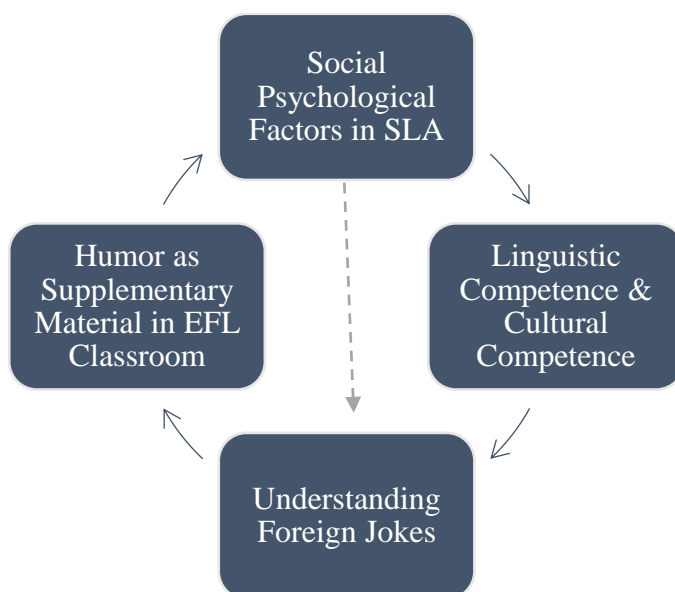 Social
Psychological
Factors in SLA
Humor as
Supplementary
Material in EFL
Classroom
Linguistic
Competence &
Cultural
Competence
Understanding
Foreign Jokes